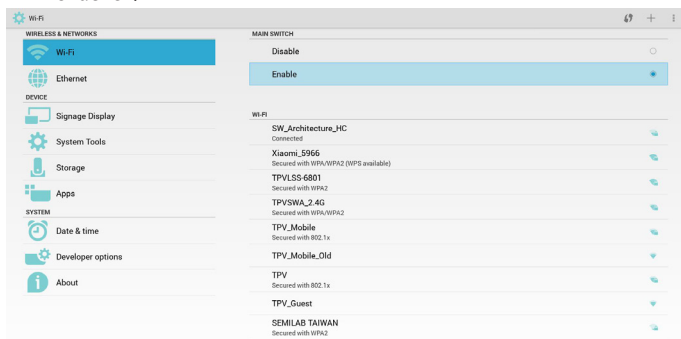 Wi-Fi
WIRELESS & NETWORKS
Wi-Fi
Ethernet
DEVICE
Signage Display
System Tools
Storage
Apps
SYSTEM
Date & time
Developer options
About
MAIN SWITCH
Disable
Enable
WI-FI
SW_Architecture_HC
Connected
Xiaomi_5966
Secured with WPA/WPA2 (WPS available)
TPVLSS-6801
Secured with WPA2
TPVSWA_2.4G
Secured with WPA/WPA2
TPV_Mobile
Secured with 802.1x
TPV_Mobile_Old
TPV
Secured with 802.1x
TPV_Guest
SEMILAB TAIWAN
Secured with WPA2